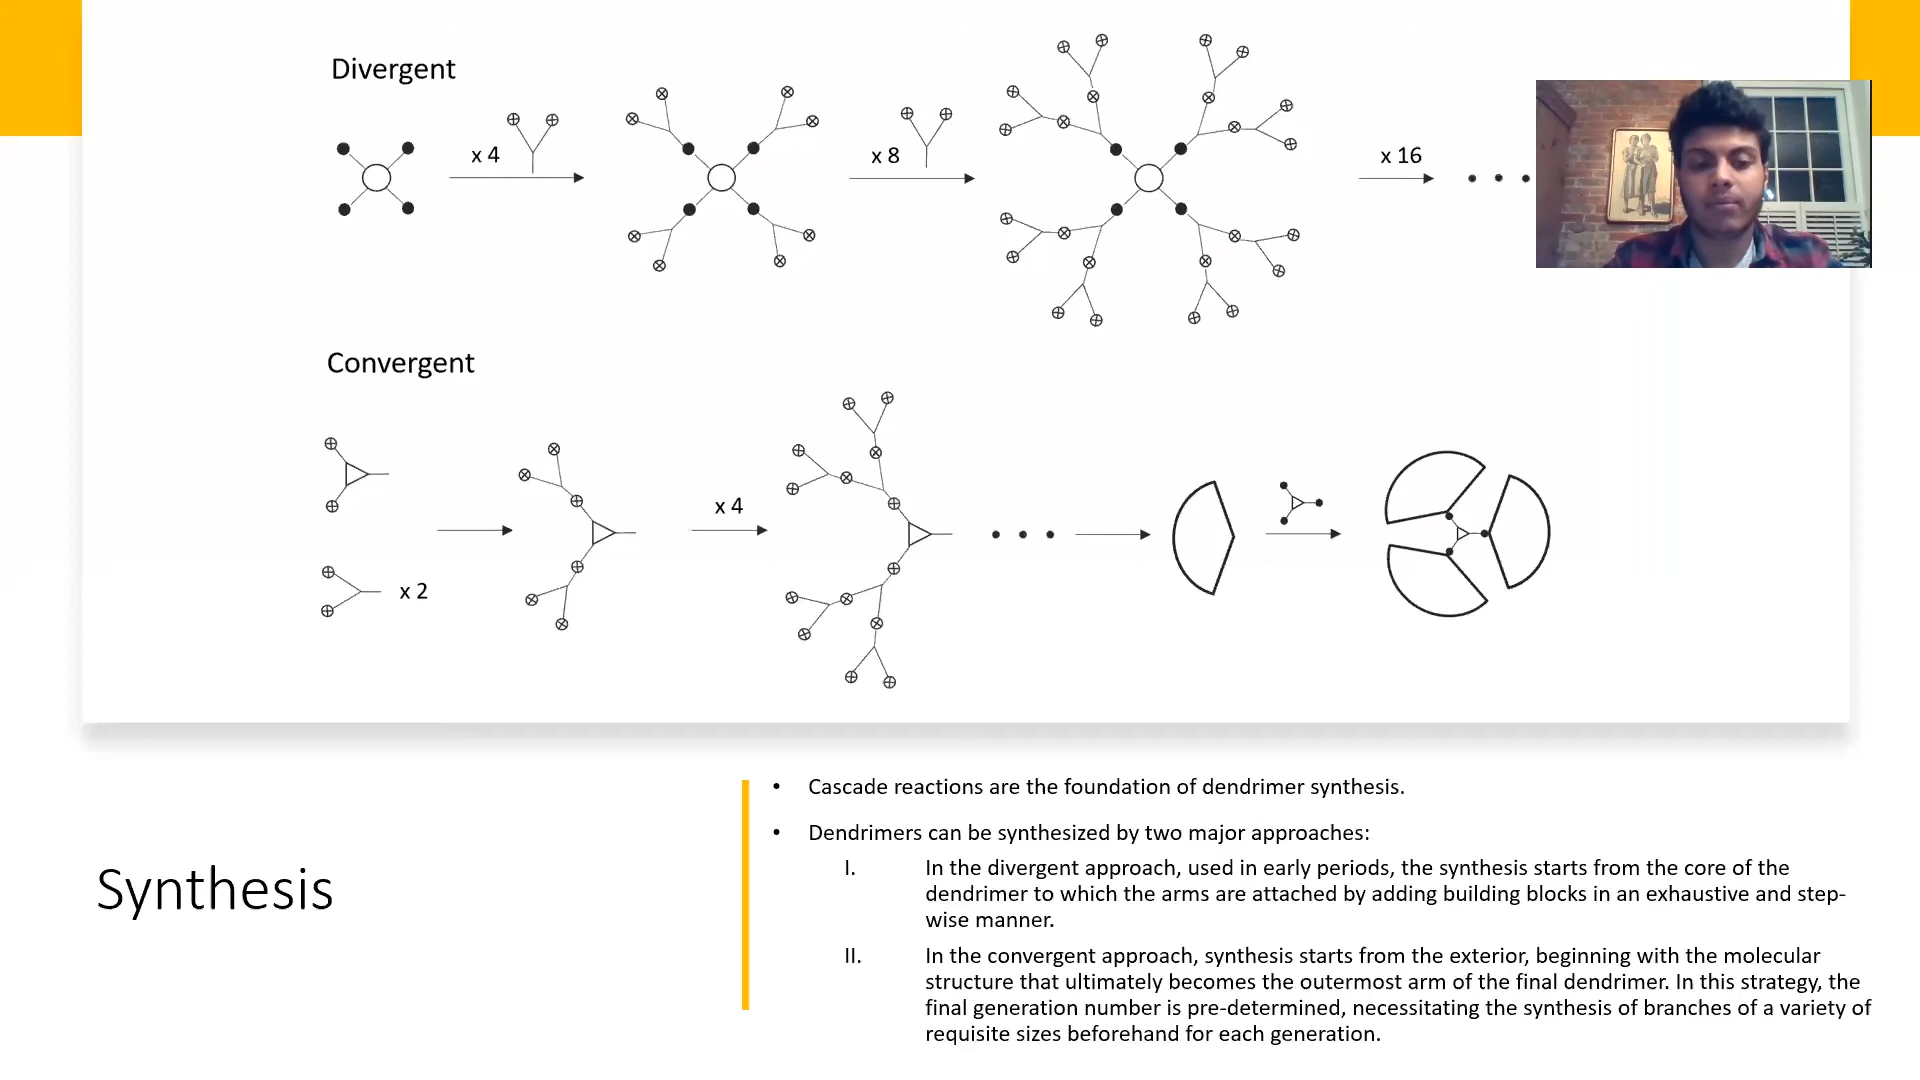 Divergent
x 4
x 8
x 16
Convergent
x 4
x 2
Synthesis
• Cascade reactions are the foundation of dendrimer synthesis.
• Dendrimers can be synthesized by two major approaches:
I. In the divergent approach, used in early periods, the synthesis starts from the core of the
dendrimer to which the arms are attached by adding building blocks in an exhaustive and step-
wise manner.
II. In the convergent approach, synthesis starts from the exterior, beginning with the molecular
structure that ultimately becomes the outermost arm of the final dendrimer. In this strategy, the
final generation number is pre-determined, necessitating the synthesis of branches of a variety of
requisite sizes beforehand for each generation.